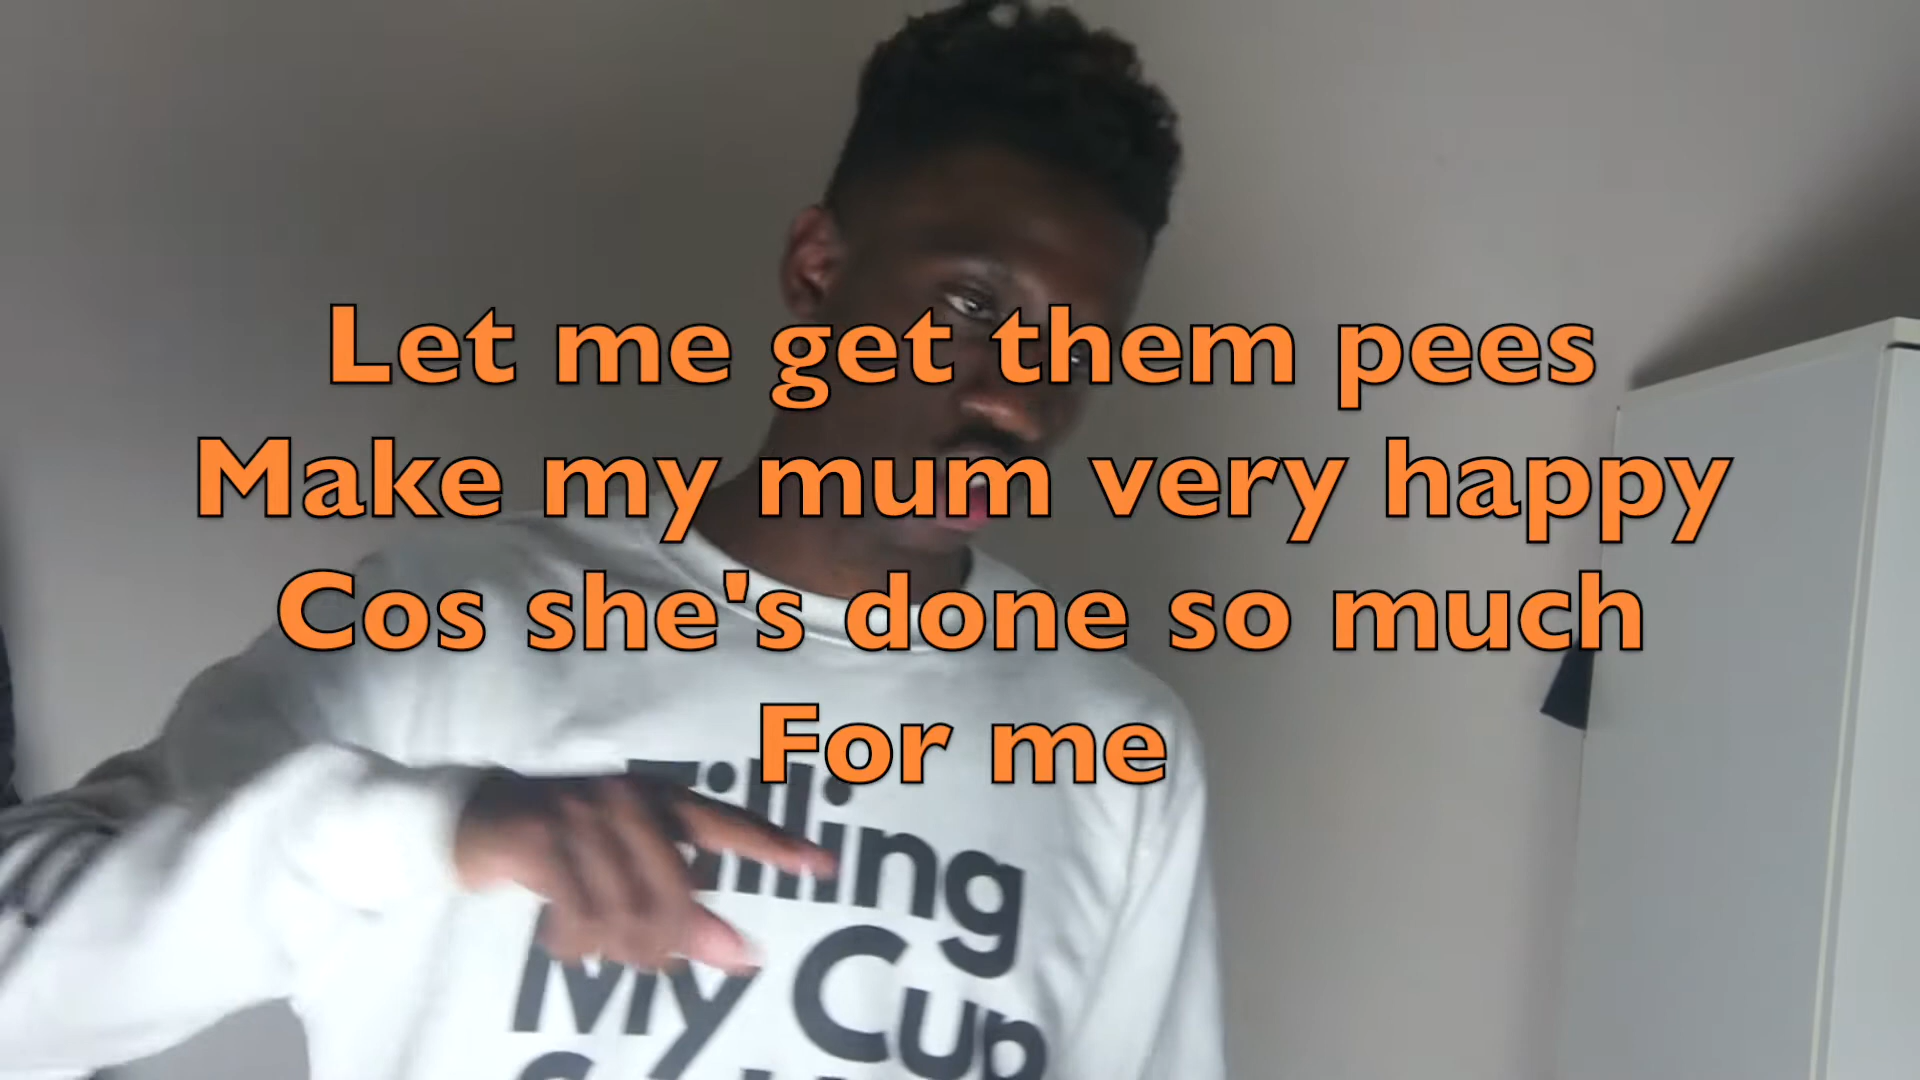 Let me get them pees
Make my mum very happy
Cos she's done so much
For me
Filling
My Cup